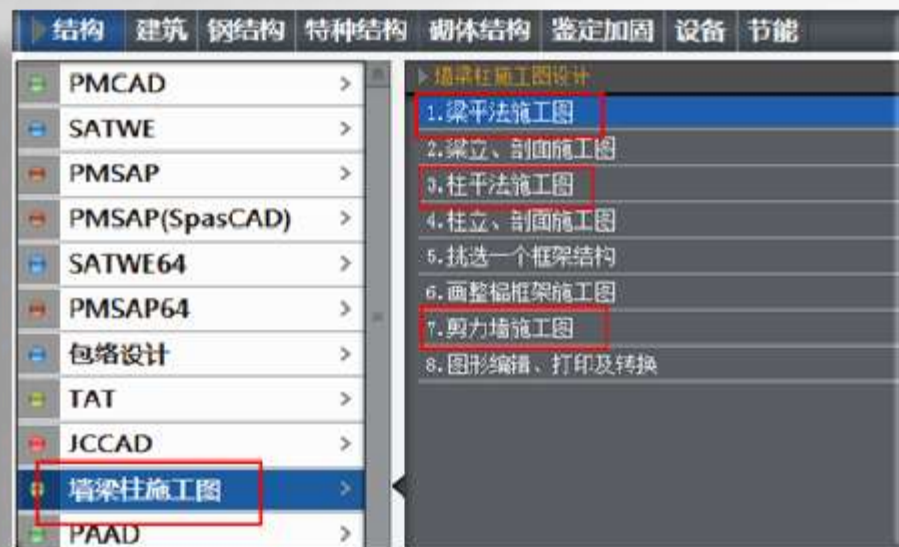 结构 建筑 钢结构 特种结构 砌体结构 鉴定加固 设备 节能
PMCAD
SATWE
PMSAP
PMSAP(SpasCAD)
SATWE64
PMSAP64
包络设计
TAT
JCCAD
墙梁柱施工图
PAAD
墙梁柱施工图设计
1.梁平法施工图
2.梁立、剖面施工图
3.柱平法施工图
4.柱立、剖面施工图
5.挑选一个框架结构
6.画整榀框架施工图
7.剪力墙施工图
8.图形编辑、打印及转换